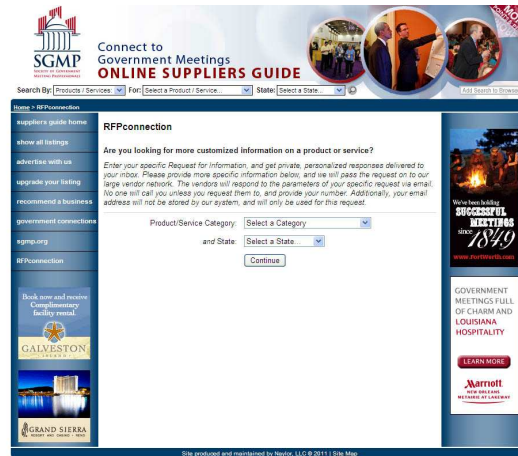 SGMP
SOCIETY OF GOVERNMENT
MEETING PROFESSIONALS
Connect to
Government Meetings
ONLINE SUPPLIERS GUIDE
Search By: Products / Services: For: Select a Product / Service... State: Select a State... Add Search to Browser
Home > RFPconnection
suppliers guide home
show all listings
advertise with us
upgrade your listing
recommend a business
government connections
sgmp.org
RFPconnection
RFPconnection
Are you looking for more customized information on a product or service?
Enter your specific Request for Information, and get private, personalized responses delivered to
your inbox. Please provide more specific information below, and we will pass the request on to our
large vendor network. The vendors will respond to the parameters of your specific request via email.
No one will call you unless you request them to, and provide your number. Additionally, your email
address will not be stored by our system, and will only be used for this request.
Product/Service Category: Select a Category
and State: Select a State...
Continue
Book now and receive
Complimentary
facility rental.
GALVESTON
ISLAND
GRAND SIERRA
RESORT AND CASINO · RENO
We've been holding
SUCCESSFUL
MEETINGS
since 1849
www.FortWorth.com
GOVERNMENT
MEETINGS FULL
OF CHARM AND
LOUISIANA
HOSPITALITY
LEARN MORE
Marriott
NEW ORLEANS
METAIRIE AT LAKEWAY
Site produced and maintained by Naylor, LLC © 2011 | Site Map